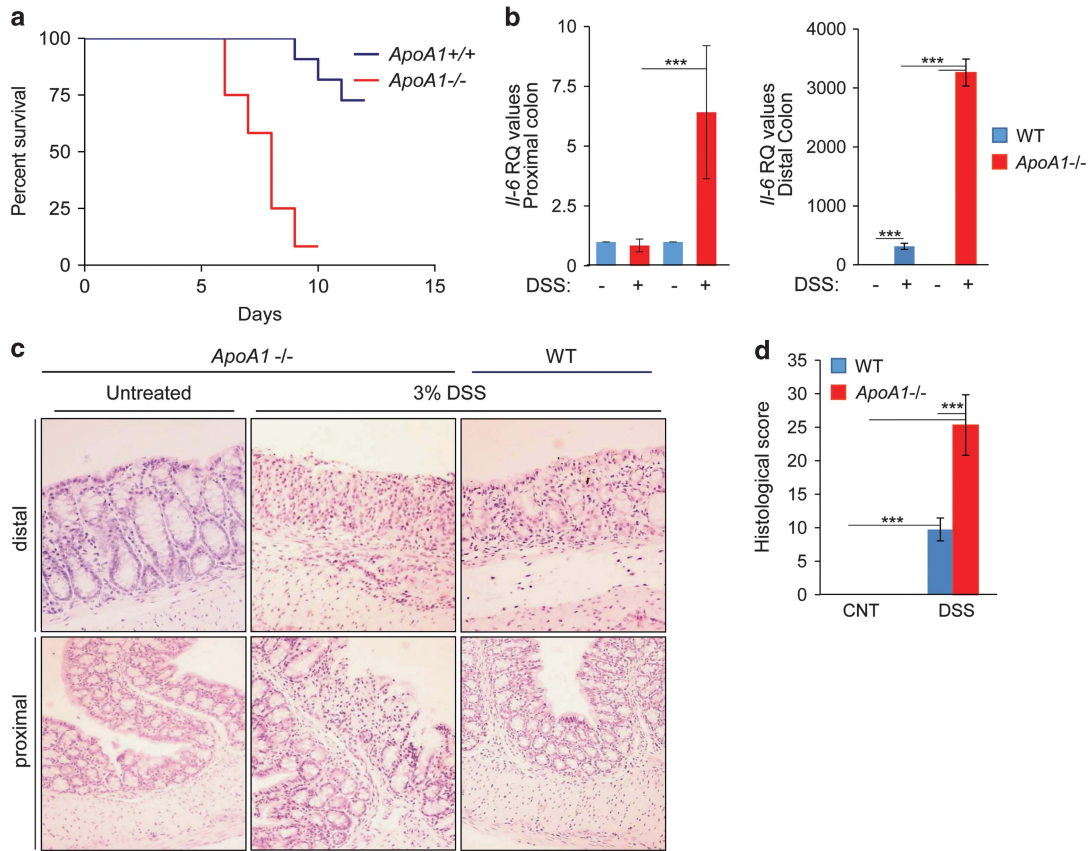 a
100
75
50
25
0
Percent survival
ApoA1+/+
ApoA1-/-
0 5 10 15
Days
b
10
7.5
5
2.5
0
Il-6 RQ values
Proximal colon
***
DSS: - + - +
4000
3000
2000
1000
0
Il-6 RQ values
Distal Colon
***
***
DSS: - + - +
WT
ApoA1-/-
c
ApoA1 -/- WT
Untreated 3% DSS
distal
proximal
d
35
30
25
20
15
10
5
0
Histological score
WT
ApoA1-/-
***
***
CNT DSS